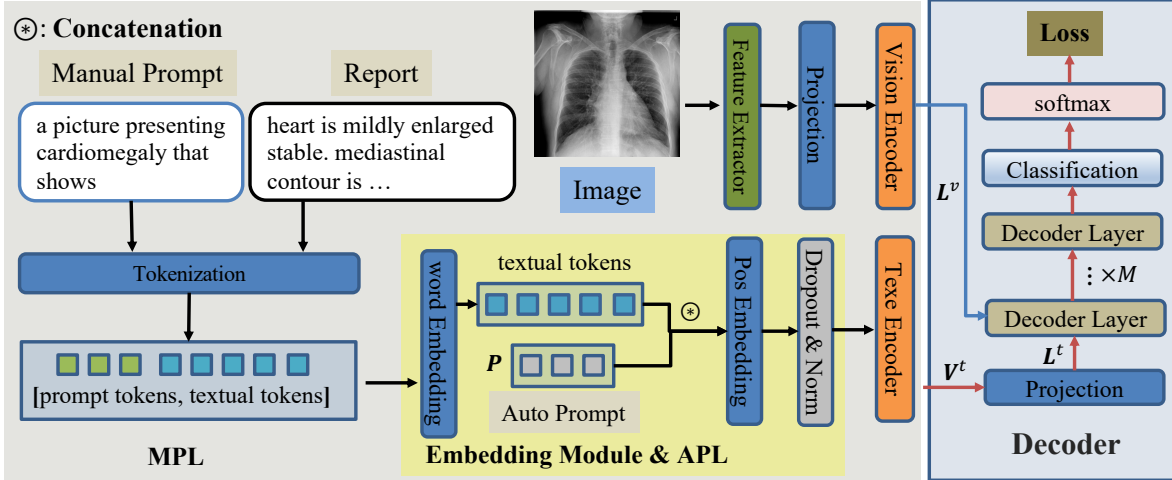 ⊛: Concatenation
Manual Prompt
Report
a picture presenting
cardiomegaly that
shows
heart is mildly enlarged
stable. mediastinal
contour is …
Tokenization
[prompt tokens, textual tokens]
MPL
Image
Feature Extractor
Projection
Vision Encoder
word Embedding
textual tokens
⊛
P
Auto Prompt
Pos Embedding
Dropout & Norm
Texe Encoder
Embedding Module & APL
Loss
softmax
Classification
Decoder Layer
⋮ ×M
Decoder Layer
L^v
L^t
V^t
Projection
Decoder